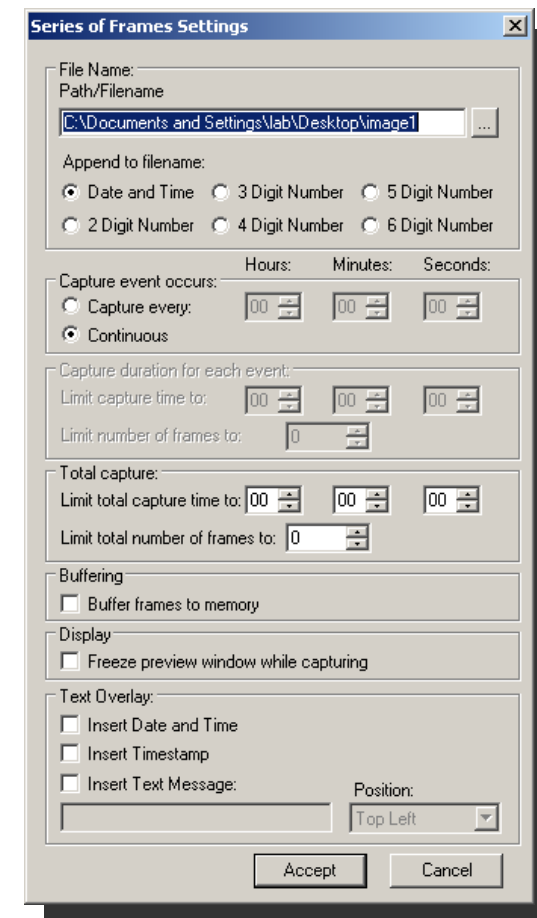 Series of Frames Settings
File Name:
Path/Filename
C:\Documents and Settings\lab\Desktop\image1
...
Append to filename:
Date and Time 3 Digit Number 5 Digit Number
2 Digit Number 4 Digit Number 6 Digit Number
Hours: Minutes: Seconds:
Capture event occurs:
Capture every: 00 00 00
Continuous
Capture duration for each event:
Limit capture time to: 00 00 00
Limit number of frames to: 0
Total capture:
Limit total capture time to: 00 00 00
Limit total number of frames to: 0
Buffering
Buffer frames to memory
Display
Freeze preview window while capturing
Text Overlay:
Insert Date and Time
Insert Timestamp
Insert Text Message:
Position:
Top Left
Accept Cancel